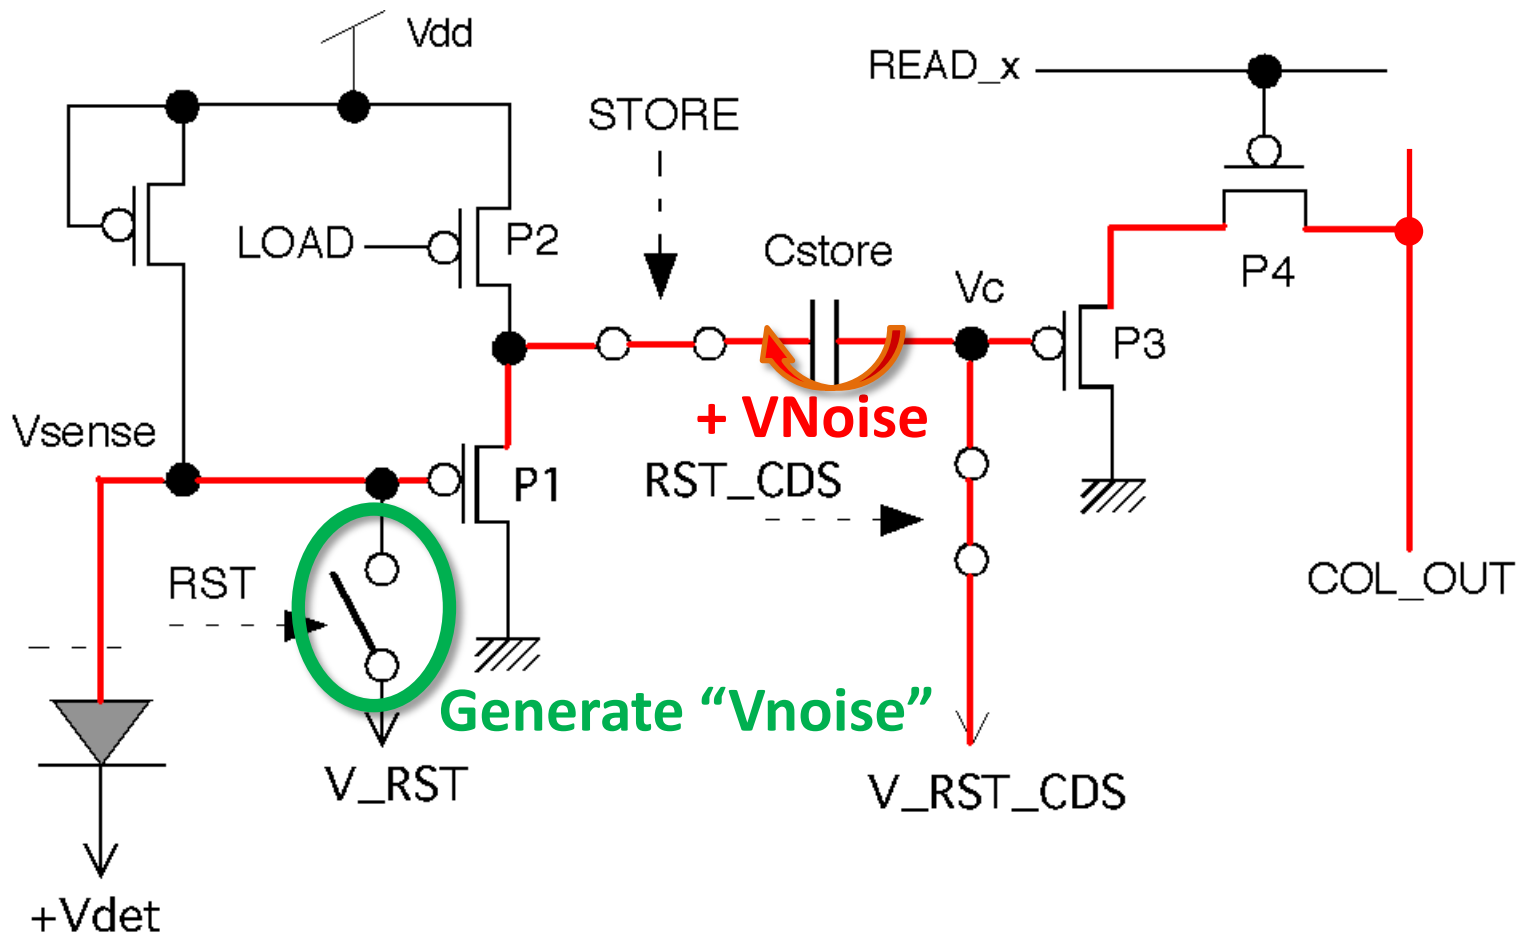 Vdd
READ_x
STORE
LOAD
P2
Cstore
Vc
P4
P3
+ VNoise
Vsense
P1
RST_CDS
RST
COL_OUT
Generate “Vnoise”
V_RST
V_RST_CDS
+Vdet